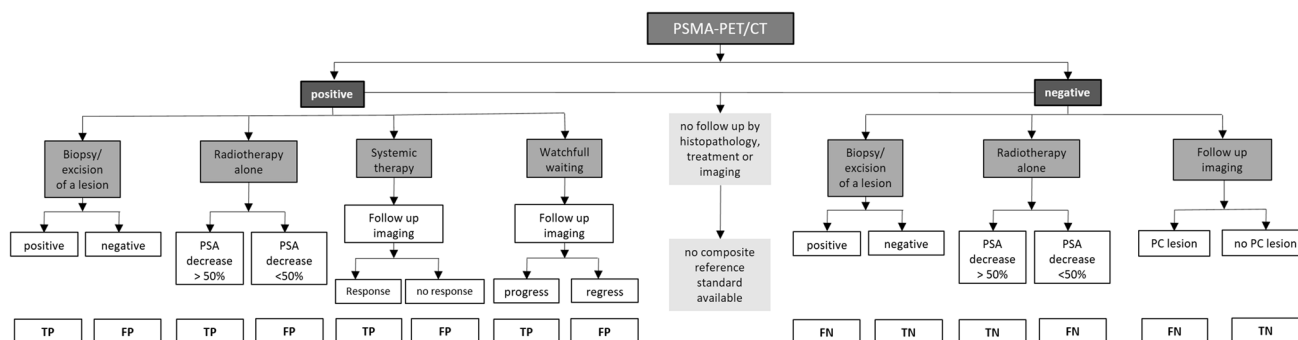 PSMA-PET/CT
positive
negative
Biopsy/
excision
of a lesion
Radiotherapy
alone
Systemic
therapy
Watchfull
waiting
no follow up by
histopathology,
treatment or
imaging
Biopsy/
excision
of a lesion
Radiotherapy
alone
Follow up
imaging
positive
negative
PSA
decrease
> 50%
PSA
decrease
<50%
Follow up
imaging
Response
no response
Follow up
imaging
progress
regress
no composite
reference
standard
available
positive
negative
PSA
decrease
> 50%
PSA
decrease
<50%
PC lesion
no PC lesion
TP
FP
TP
FP
TP
FP
TP
FP
FN
TN
TN
FN
FN
TN